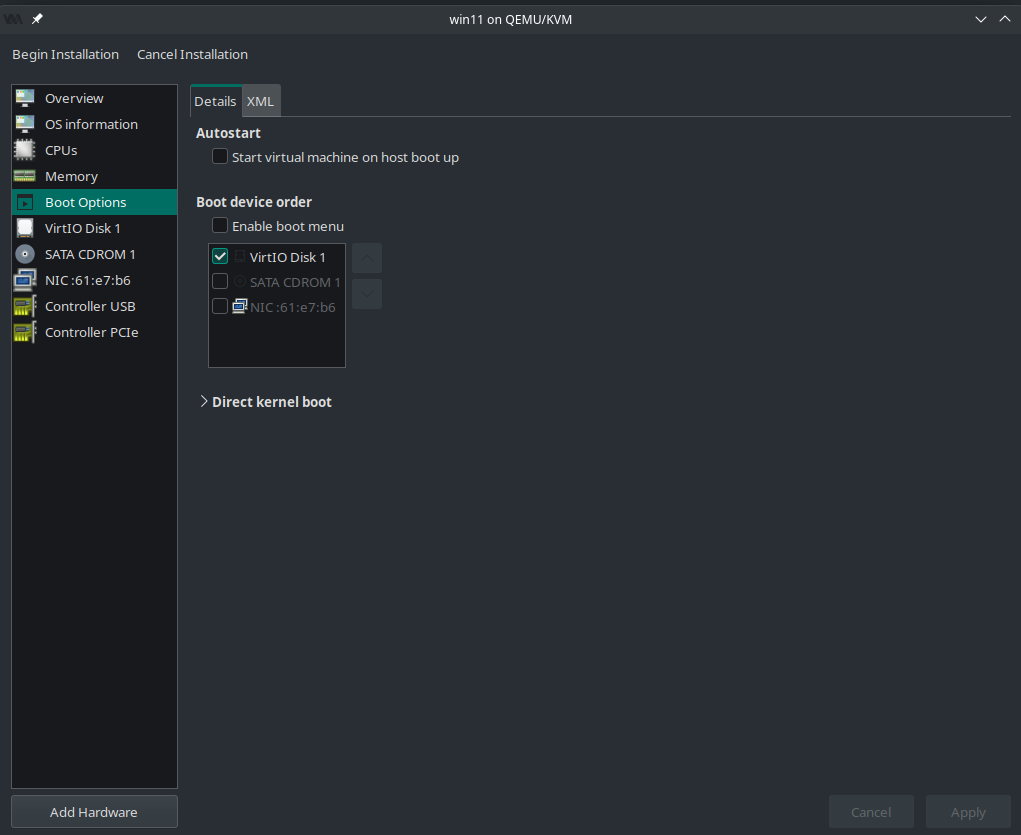 win11 on QEMU/KVM
Begin Installation Cancel Installation
Overview
OS information
CPUs
Memory
Boot Options
VirtIO Disk 1
SATA CDROM 1
NIC :61:e7:b6
Controller USB
Controller PCIe
Add Hardware
Details XML
Autostart
Start virtual machine on host boot up
Boot device order
Enable boot menu
VirtIO Disk 1
SATA CDROM 1
NIC :61:e7:b6
Direct kernel boot
Cancel Apply